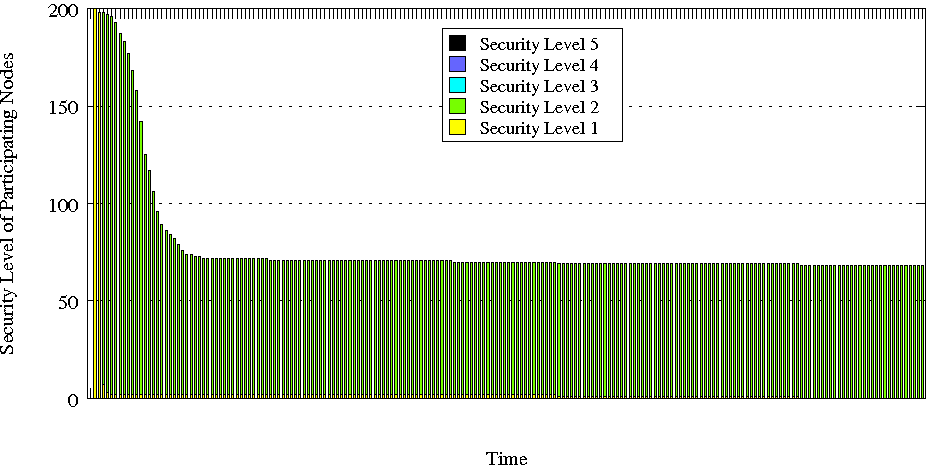 200
150
100
50
0
Security Level of Participating Nodes
Security Level 5
Security Level 4
Security Level 3
Security Level 2
Security Level 1
Time